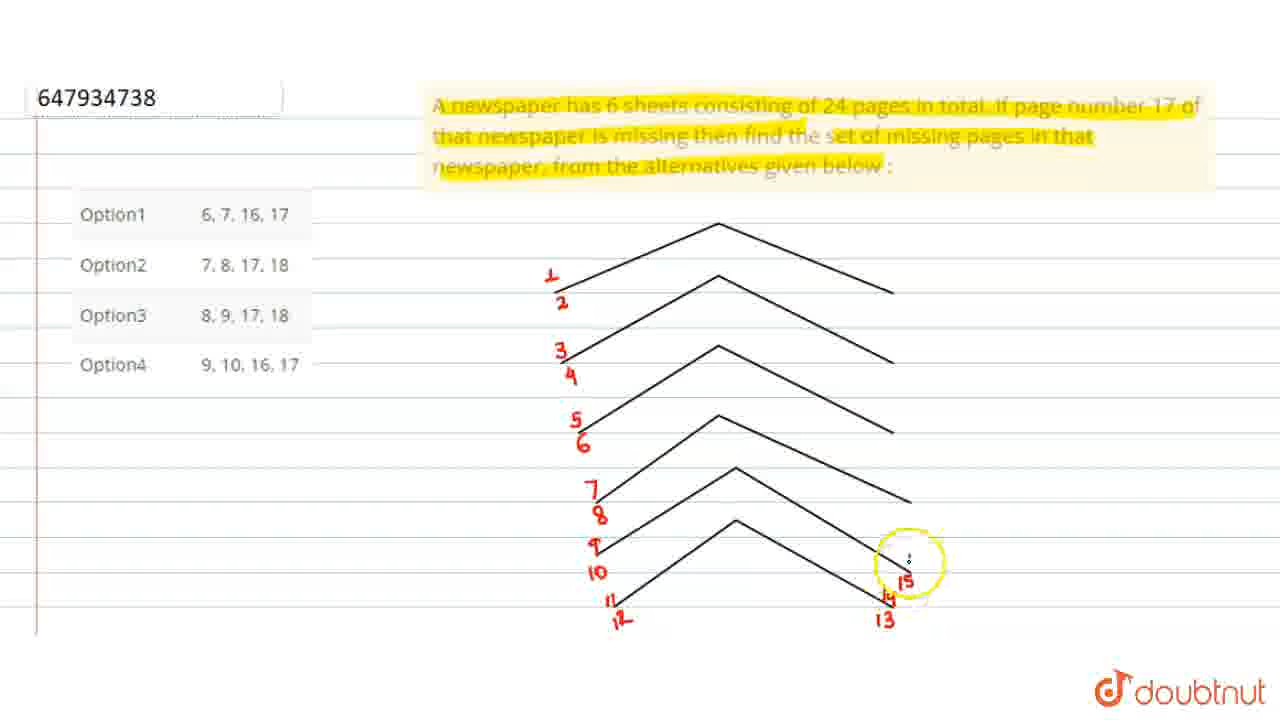 647934738
A newspaper has 6 sheets consisting of 24 pages in total. If page number 17 of
that newspaper is missing then find the set of missing pages in that
newspaper, from the alternatives given below :
Option1 6, 7, 16, 17
Option2 7, 8, 17, 18
Option3 8, 9, 17, 18
Option4 9, 10, 16, 17
1
2
3
4
5
6
7
8
9
10
15
11
14
12
13
doubtnut